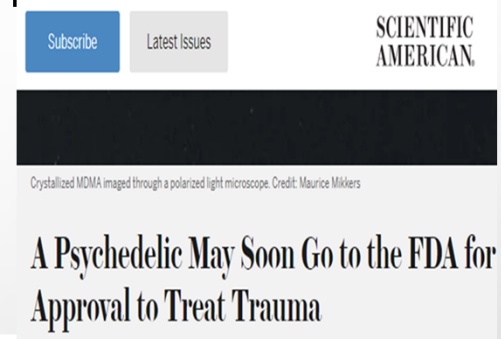 Subscribe
Latest Issues
SCIENTIFIC
AMERICAN®
Crystallized MDMA imaged through a polarized light microscope. Credit: Maurice Mikkers
A Psychedelic May Soon Go to the FDA for
Approval to Treat Trauma